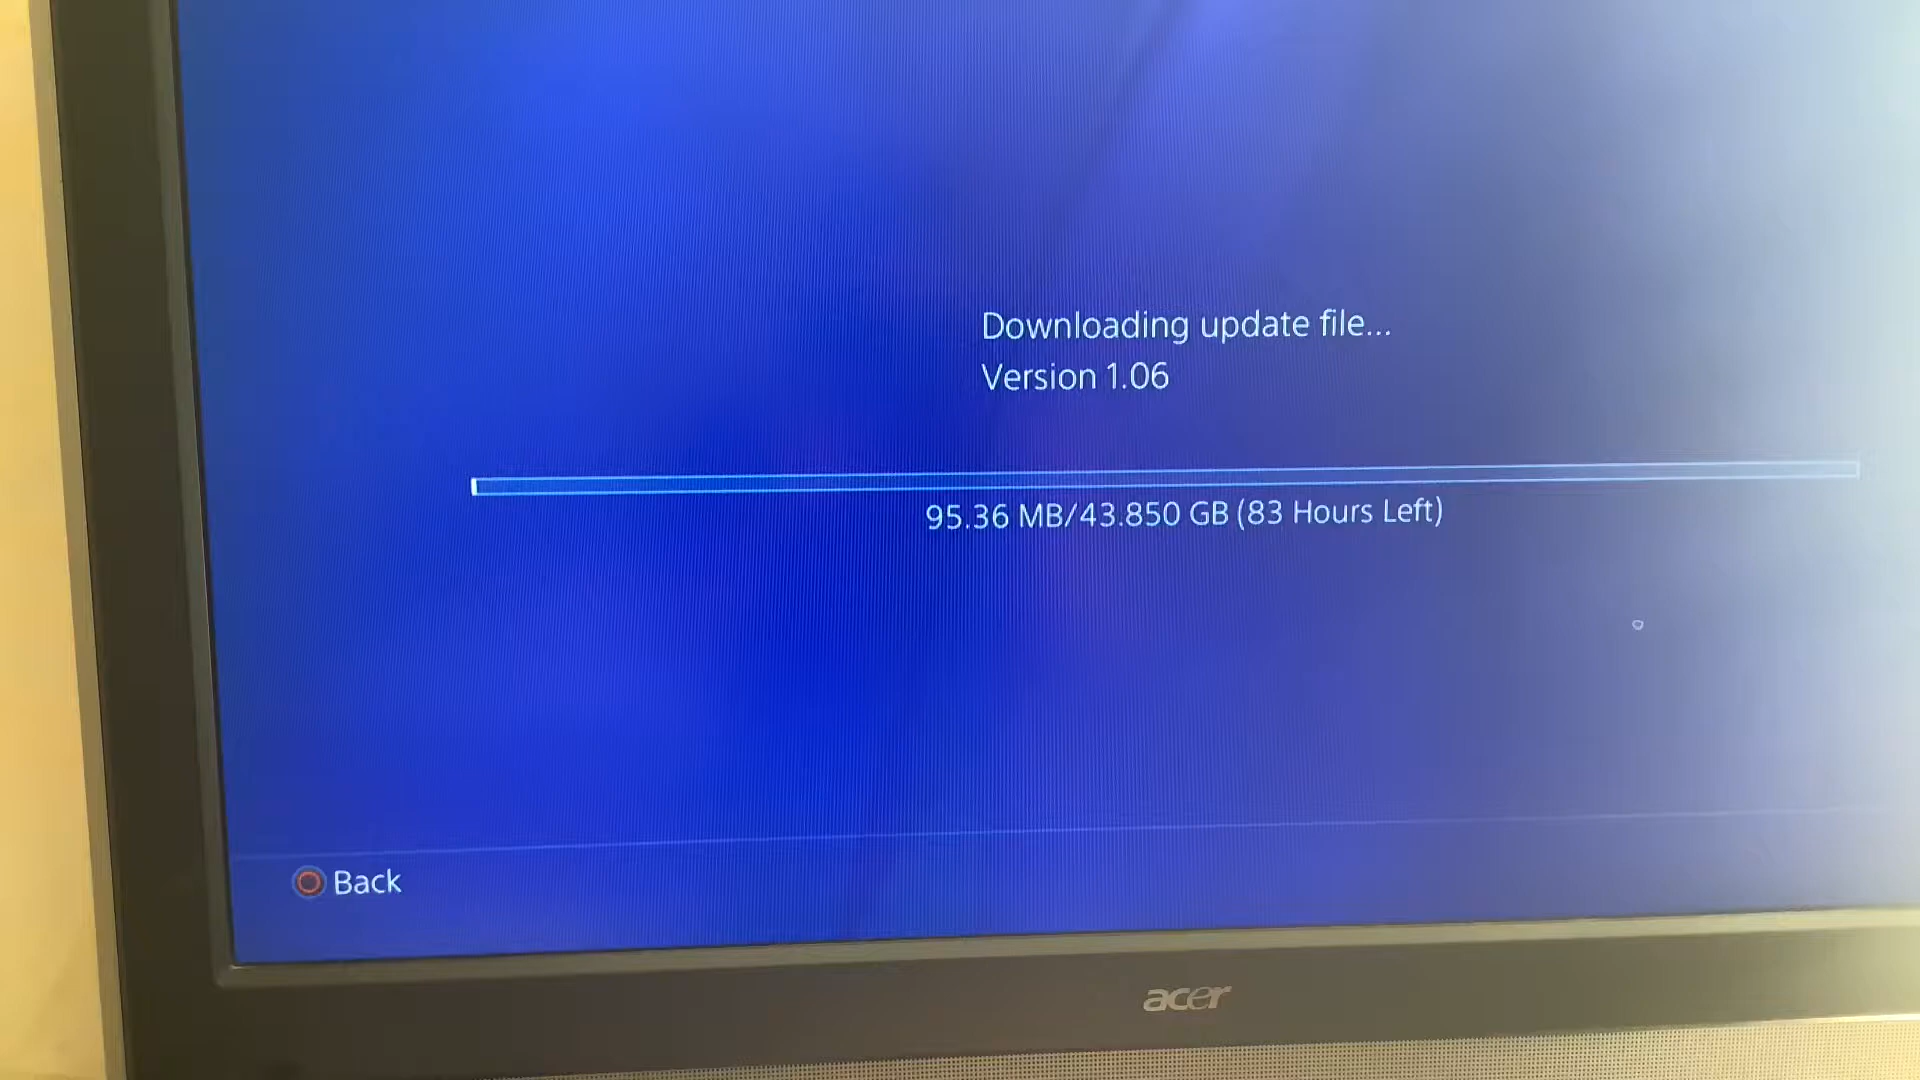 Downloading update file...
Version 1.06
95.36 MB/43.850 GB (83 Hours Left)
Back
acer